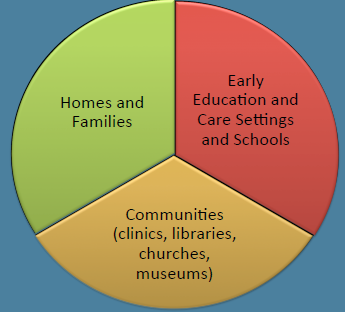 Homes and
Families
Early
Education and
Care Settings
and Schools
Communities
(clinics, libraries,
churches,
museums)